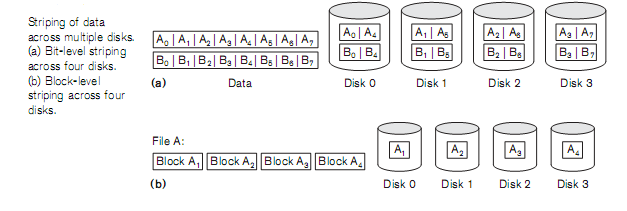 Striping of data
across multiple disks.
(a) Bit-level striping
across four disks.
(b) Block-level
striping across four
disks.
A₀ | A₁ | A₂ | A₃ | A₄ | A₅ | A₆ | A₇
B₀ | B₁ | B₂ | B₃ | B₄ | B₅ | B₆ | B₇
(a) Data
A₀ | A₄
B₀ | B₄
Disk 0
A₁ | A₅
B₁ | B₅
Disk 1
A₂ | A₆
B₂ | B₆
Disk 2
A₃ | A₇
B₃ | B₇
Disk 3
File A:
Block A₁ Block A₂ Block A₃ Block A₄
(b)
A₁
Disk 0
A₂
Disk 1
A₃
Disk 2
A₄
Disk 3